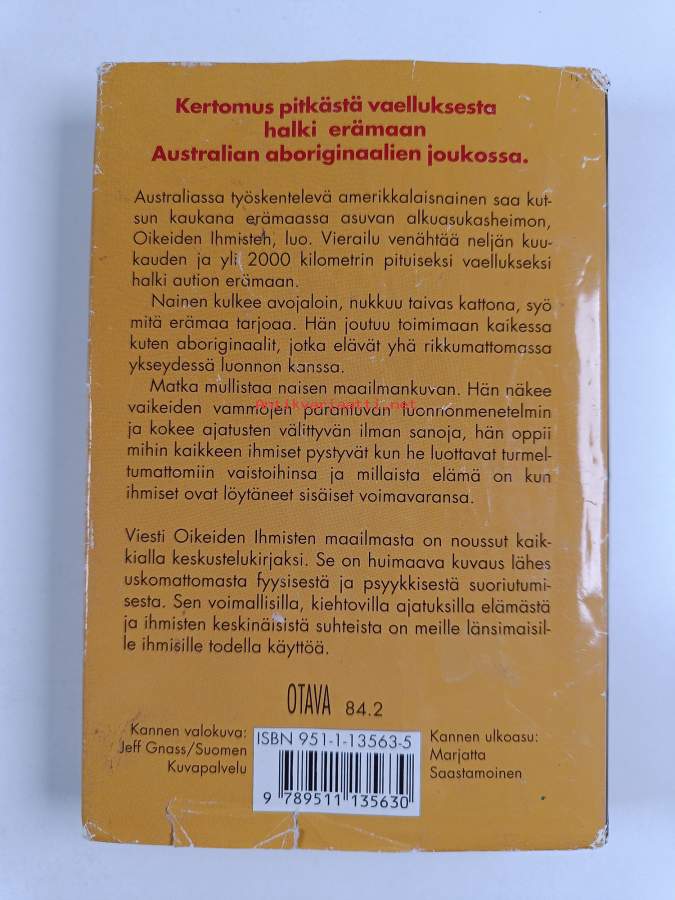 Kertomus pitkästä vaelluksesta
halki erämaan
Australian aboriginaalien joukossa.
Australiassa työskentelevä amerikkalaisnainen saa kut-
sun kaukana erämaassa asuvan alkuasukasheimon,
Oikeiden Ihmisten, luo. Vierailu venähtää neljän kuu-
kauden ja yli 2000 kilometrin pituiseksi vaellukseksi
halki aution erämaan.
Nainen kulkee avojaloin, nukkuu taivas kattona, syö
mitä erämaa tarjoaa. Hän joutuu toimimaan kaikessa
kuten aboriginaalit, jotka elävät yhä rikkumattomassa
ykseydessä luonnon kanssa.
Matka mullistaa naisen maailmankuvan. Hän näkee
vaikeiden vammojen parantuvan luonnonmenetelmin
Antikvariaatti.net
ja kokee ajatusten välittyvän ilman sanoja, hän oppii
mihin kaikkeen ihmiset pystyvät kun he luottavat turmel-
tumattomiin vaistoihinsa ja millaista elämä on kun
ihmiset ovat löytäneet sisäiset voimavaransa.
Viesti Oikeiden Ihmisten maailmasta on noussut kaik-
kialla keskustelukirjaksi. Se on huimaava kuvaus lähes
uskomattomasta fyysisestä ja psyykkisestä suoriutumi-
sesta. Sen voimallisilla, kiehtovilla ajatuksilla elämästä
ja ihmisten keskinäisistä suhteista on meille länsimaisil-
le ihmisille todella käyttöä.
OTAVA 84.2
Kannen valokuva:
Jeff Gnass/Suomen
Kuvapalvelu
ISBN 951-1-13563-5
9 789511 135630
Kannen ulkoasu:
Marjatta
Saastamoinen